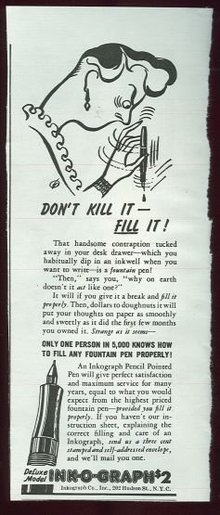 DON'T KILL IT —
FILL IT!
That handsome contraption tucked
away in your desk drawer—which you
habitually dip in an inkwell when you
want to write—is a fountain pen!
"Then," says you, "why on earth
doesn't it act like one?"
It will if you give it a break and fill it
properly. Then, dollars to doughnuts it will
put your thoughts on paper as smoothly
and sweetly as it did the first few months
you owned it. Strange as it seems—
ONLY ONE PERSON IN 5,000 KNOWS HOW
TO FILL ANY FOUNTAIN PEN PROPERLY!
An Inkograph Pencil Pointed
Pen will give perfect satisfaction
and maximum service for many
years, equal to what you would
expect from the highest priced
fountain pen—provided you fill it
properly. If you haven't our in-
struction sheet, explaining the
correct filling and care of an
Inkograph, send us a three cent
stamped and self-addressed envelope,
and we'll mail you one.
DeLuxe
Model
INK-O-GRAPH $2
Inkograph Co., Inc., 202 Hudson St., N.Y.C.